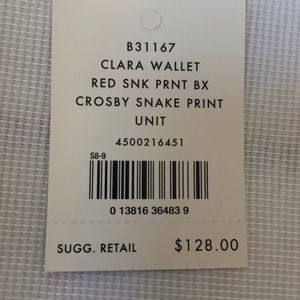 B31167
CLARA WALLET
RED SNK PRNT BX
CROSBY SNAKE PRINT
UNIT
4500216451
S8-9
0 13816 36483 9
SUGG. RETAIL $128.00